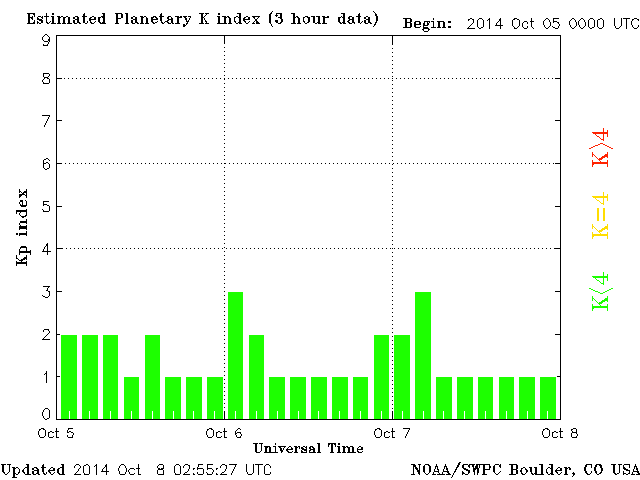 Estimated Planetary K index (3 hour data)
Begin: 2014 Oct 05 0000 UTC
9
8
7
6
5
4
3
2
1
0
Kp index
K>4
K=4
K<4
Oct 5 Oct 6 Oct 7 Oct 8
Universal Time
Updated 2014 Oct 8 02:55:27 UTC
NOAA/SWPC Boulder, CO USA